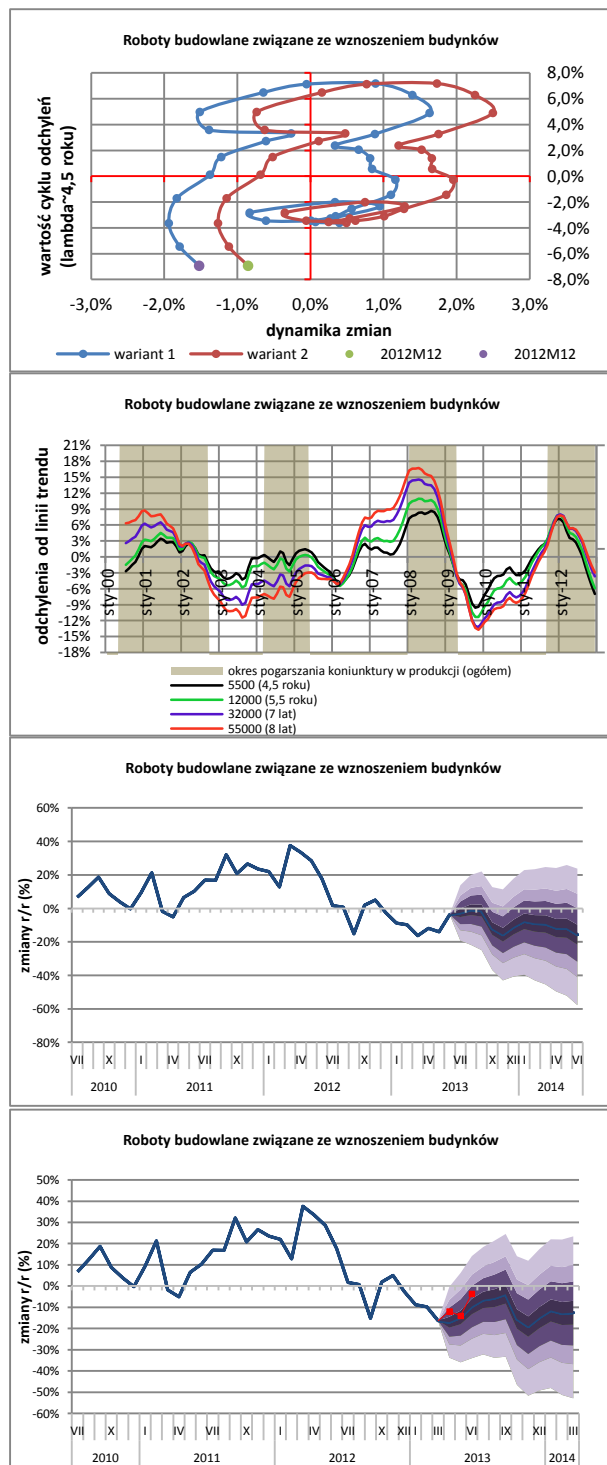 Roboty budowlane związane ze wznoszeniem budynków
wartość cyklu odchyleń
(lambda~4,5 roku)
8,0%
6,0%
4,0%
2,0%
0,0%
-2,0%
-4,0%
-6,0%
-8,0%
-3,0% -2,0% -1,0% 0,0% 1,0% 2,0% 3,0%
dynamika zmian
wariant 1 wariant 2 2012M12 2012M12
Roboty budowlane związane ze wznoszeniem budynków
odchylenia od linii trendu
21%
18%
15%
12%
9%
6%
3%
0%
-3%
-6%
-9%
-12%
-15%
-18%
sty-00 sty-01 sty-02 sty-03 sty-04 sty-05 sty-06 sty-07 sty-08 sty-09 sty-10 sty-11 sty-12
okres pogarszania koniunktury w produkcji (ogółem)
5500 (4,5 roku)
12000 (5,5 roku)
32000 (7 lat)
55000 (8 lat)
Roboty budowlane związane ze wznoszeniem budynków
zmiany r/r (%)
60%
40%
20%
0%
-20%
-40%
-60%
-80%
VII X I IV VII X I IV VII X I IV VII X XII I IV VI
2010 2011 2012 2013 2014
Roboty budowlane związane ze wznoszeniem budynków
zmiany r/r (%)
50%
40%
30%
20%
10%
0%
-10%
-20%
-30%
-40%
-50%
-60%
VII X I IV VII X I IV VII X XII I III VI IX XII III
2010 2011 2012 2013 2014